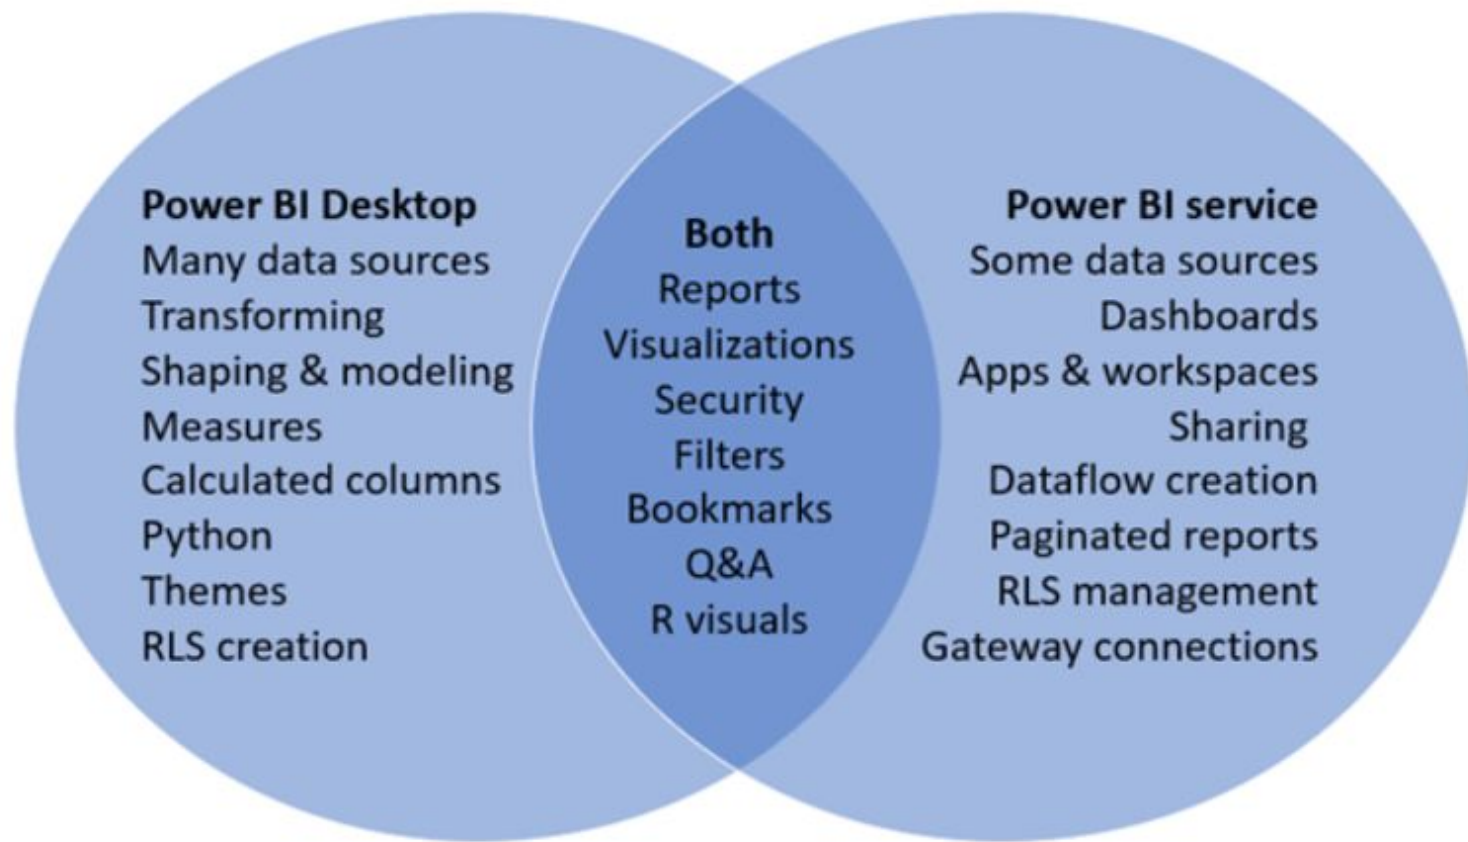 Power BI Desktop
Many data sources
Transforming
Shaping & modeling
Measures
Calculated columns
Python
Themes
RLS creation
Both
Reports
Visualizations
Security
Filters
Bookmarks
Q&A
R visuals
Power BI service
Some data sources
Dashboards
Apps & workspaces
Sharing
Dataflow creation
Paginated reports
RLS management
Gateway connections